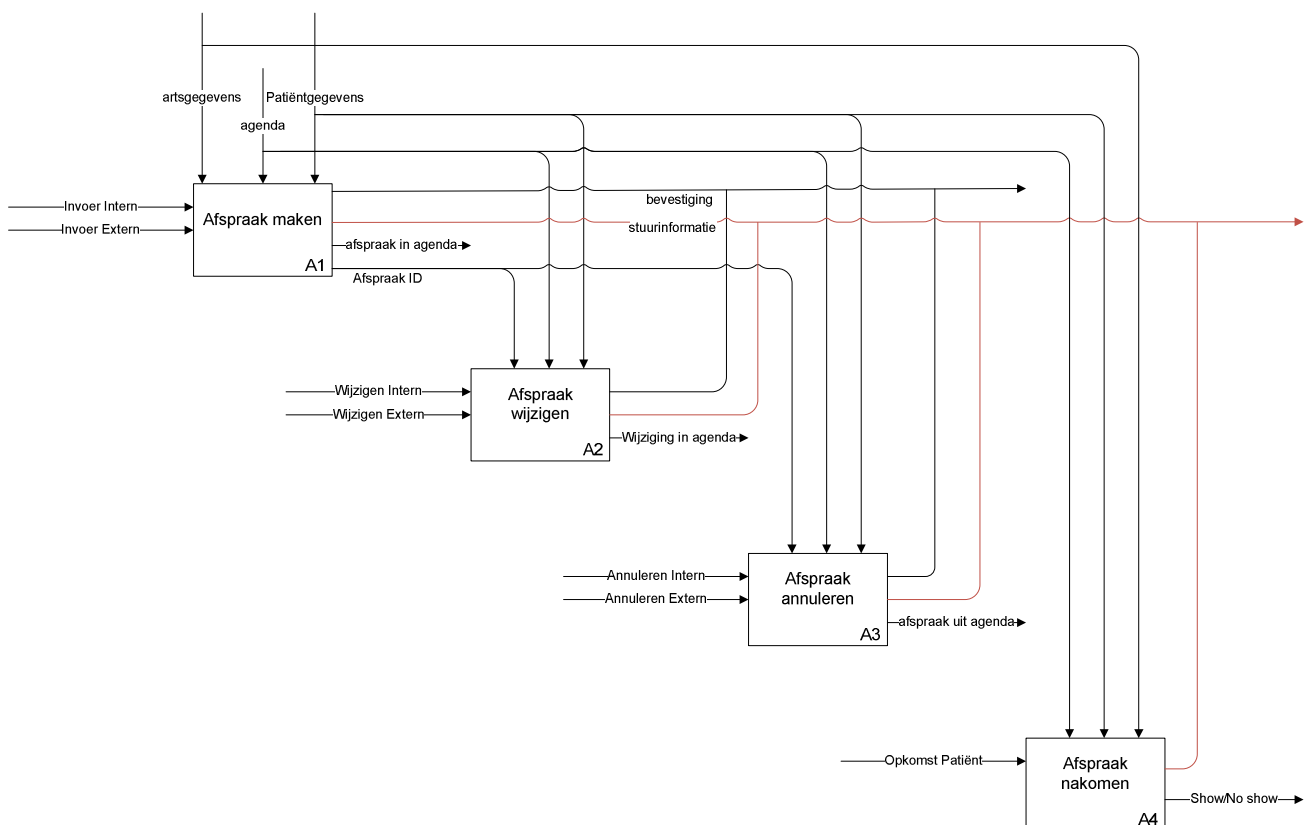 artsgegevens
Patiëntgegevens
agenda
Invoer Intern
Invoer Extern
Afspraak maken
A1
bevestiging
stuurinformatie
afspraak in agenda
Afspraak ID
Wijzigen Intern
Wijzigen Extern
Afspraak
wijzigen
A2
Wijziging in agenda
Annuleren Intern
Annuleren Extern
Afspraak
annuleren
A3
afspraak uit agenda
Opkomst Patiënt
Afspraak
nakomen
A4
Show/No show